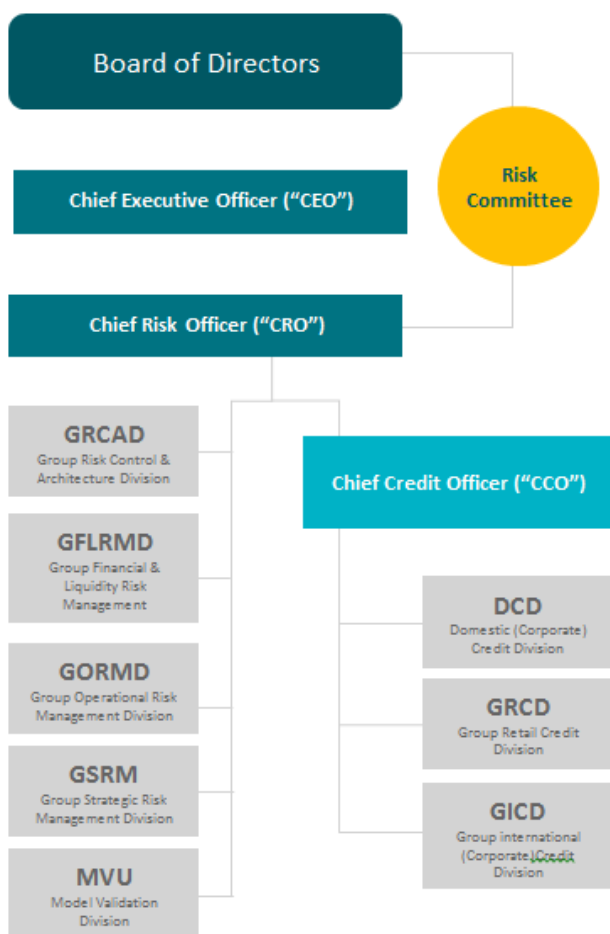 Board of Directors
Risk
Committee
Chief Executive Officer (“CEO”)
Chief Risk Officer (“CRO”)
GRCAD
Group Risk Control &
Architecture Division
GFLRMD
Group Financial &
Liquidity Risk
Management
GORMD
Group Operational Risk
Management Division
GSRM
Group Strategic Risk
Management Division
MVU
Model Validation
Division
Chief Credit Officer (“CCO”)
DCD
Domestic (Corporate)
Credit Division
GRCD
Group Retail Credit
Division
GICD
Group international
(Corporate)Credit
Division